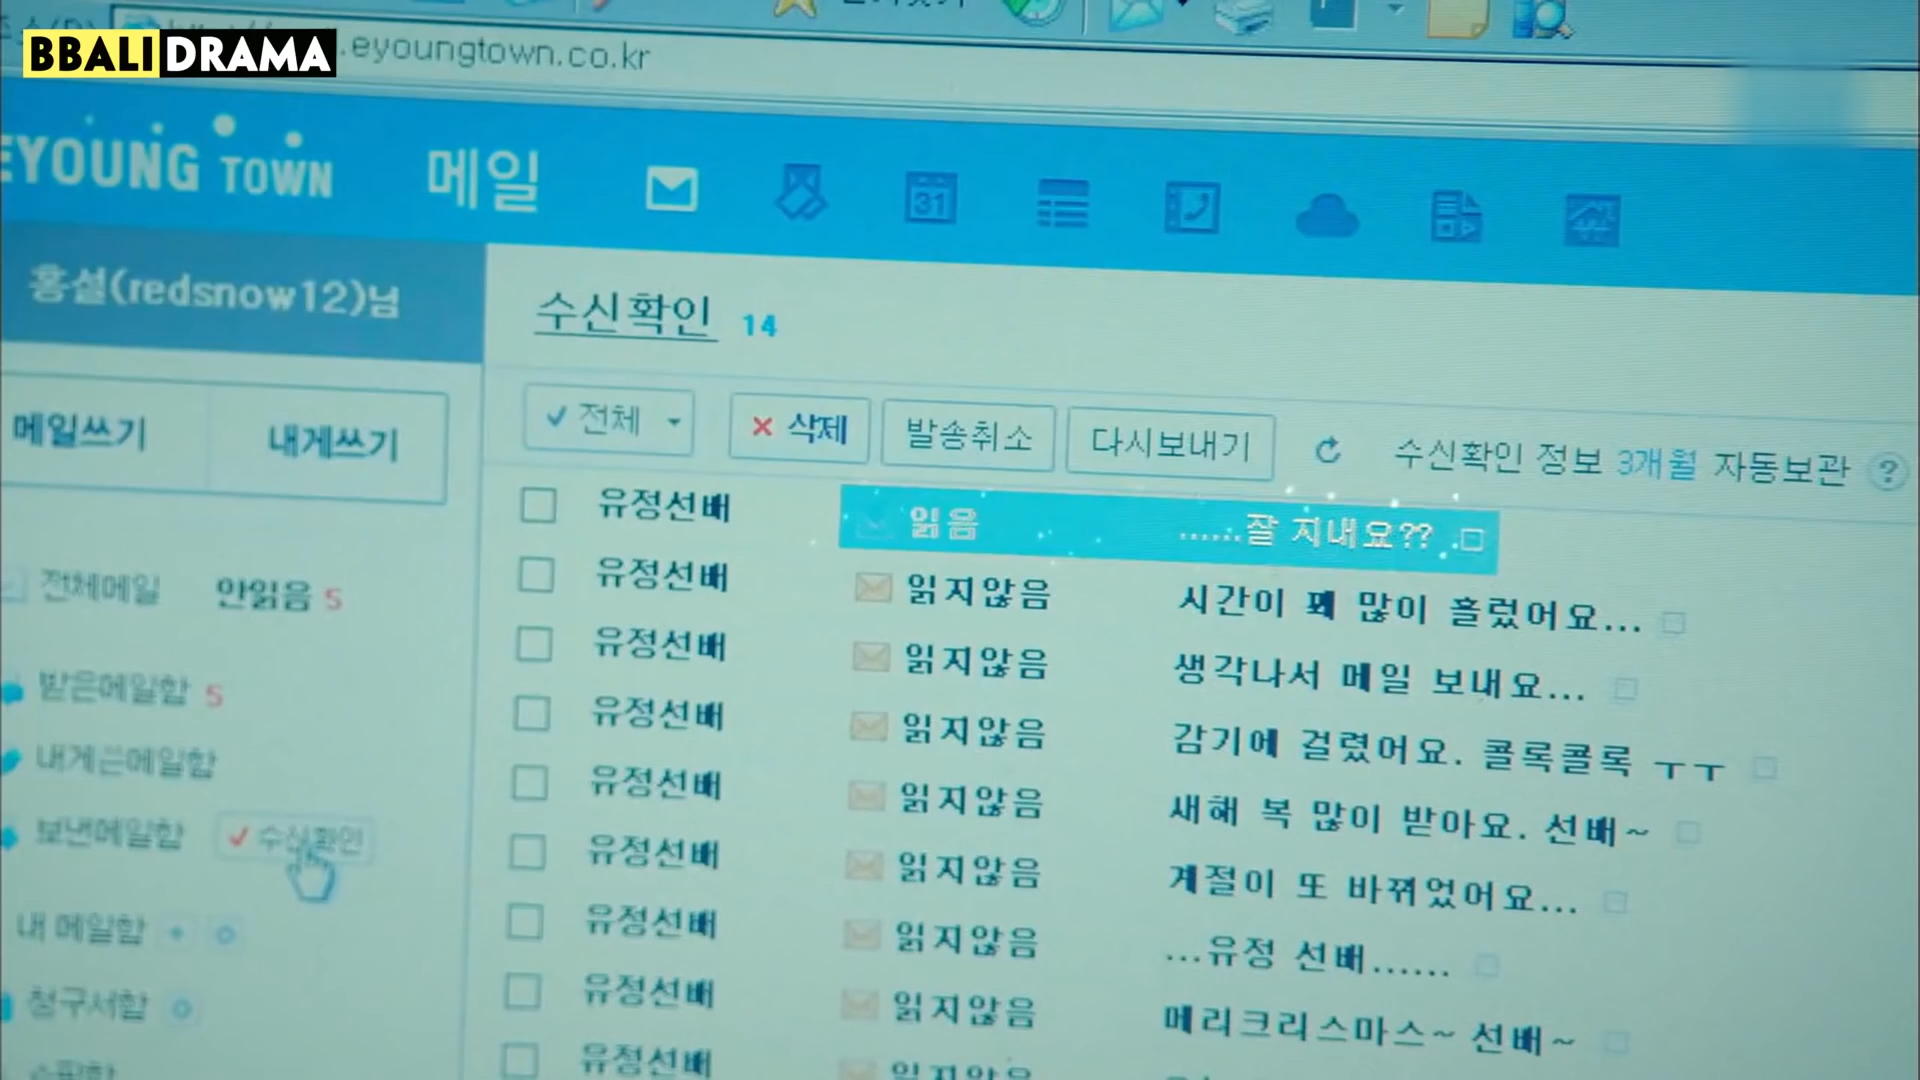 BBALI DRAMA
.eyoungtown.co.kr
EYOUNG TOWN 메일
31
홍설(redsnow12)님
수신확인 14
메일쓰기 내게쓰기
전체 삭제 발송취소 다시보내기 수신확인 정보 3개월 자동보관 ?
전체메일 안읽음 5
받은메일함 5
내게쓴메일함
보낸메일함 수신확인
내 메일함
청구서함
유정선배 읽음 ......잘 지내요??
유정선배 읽지않음 시간이 꽤 많이 흘렀어요...
유정선배 읽지않음 생각나서 메일 보내요...
유정선배 읽지않음 감기에 걸렸어요. 콜록콜록 ㅜㅜ
유정선배 읽지않음 새해 복 많이 받아요. 선배~
유정선배 읽지않음 계절이 또 바뀌었어요...
유정선배 읽지않음 ...유정 선배......
유정선배 읽지않음 메리크리스마스~ 선배~
유정선배 읽지않음